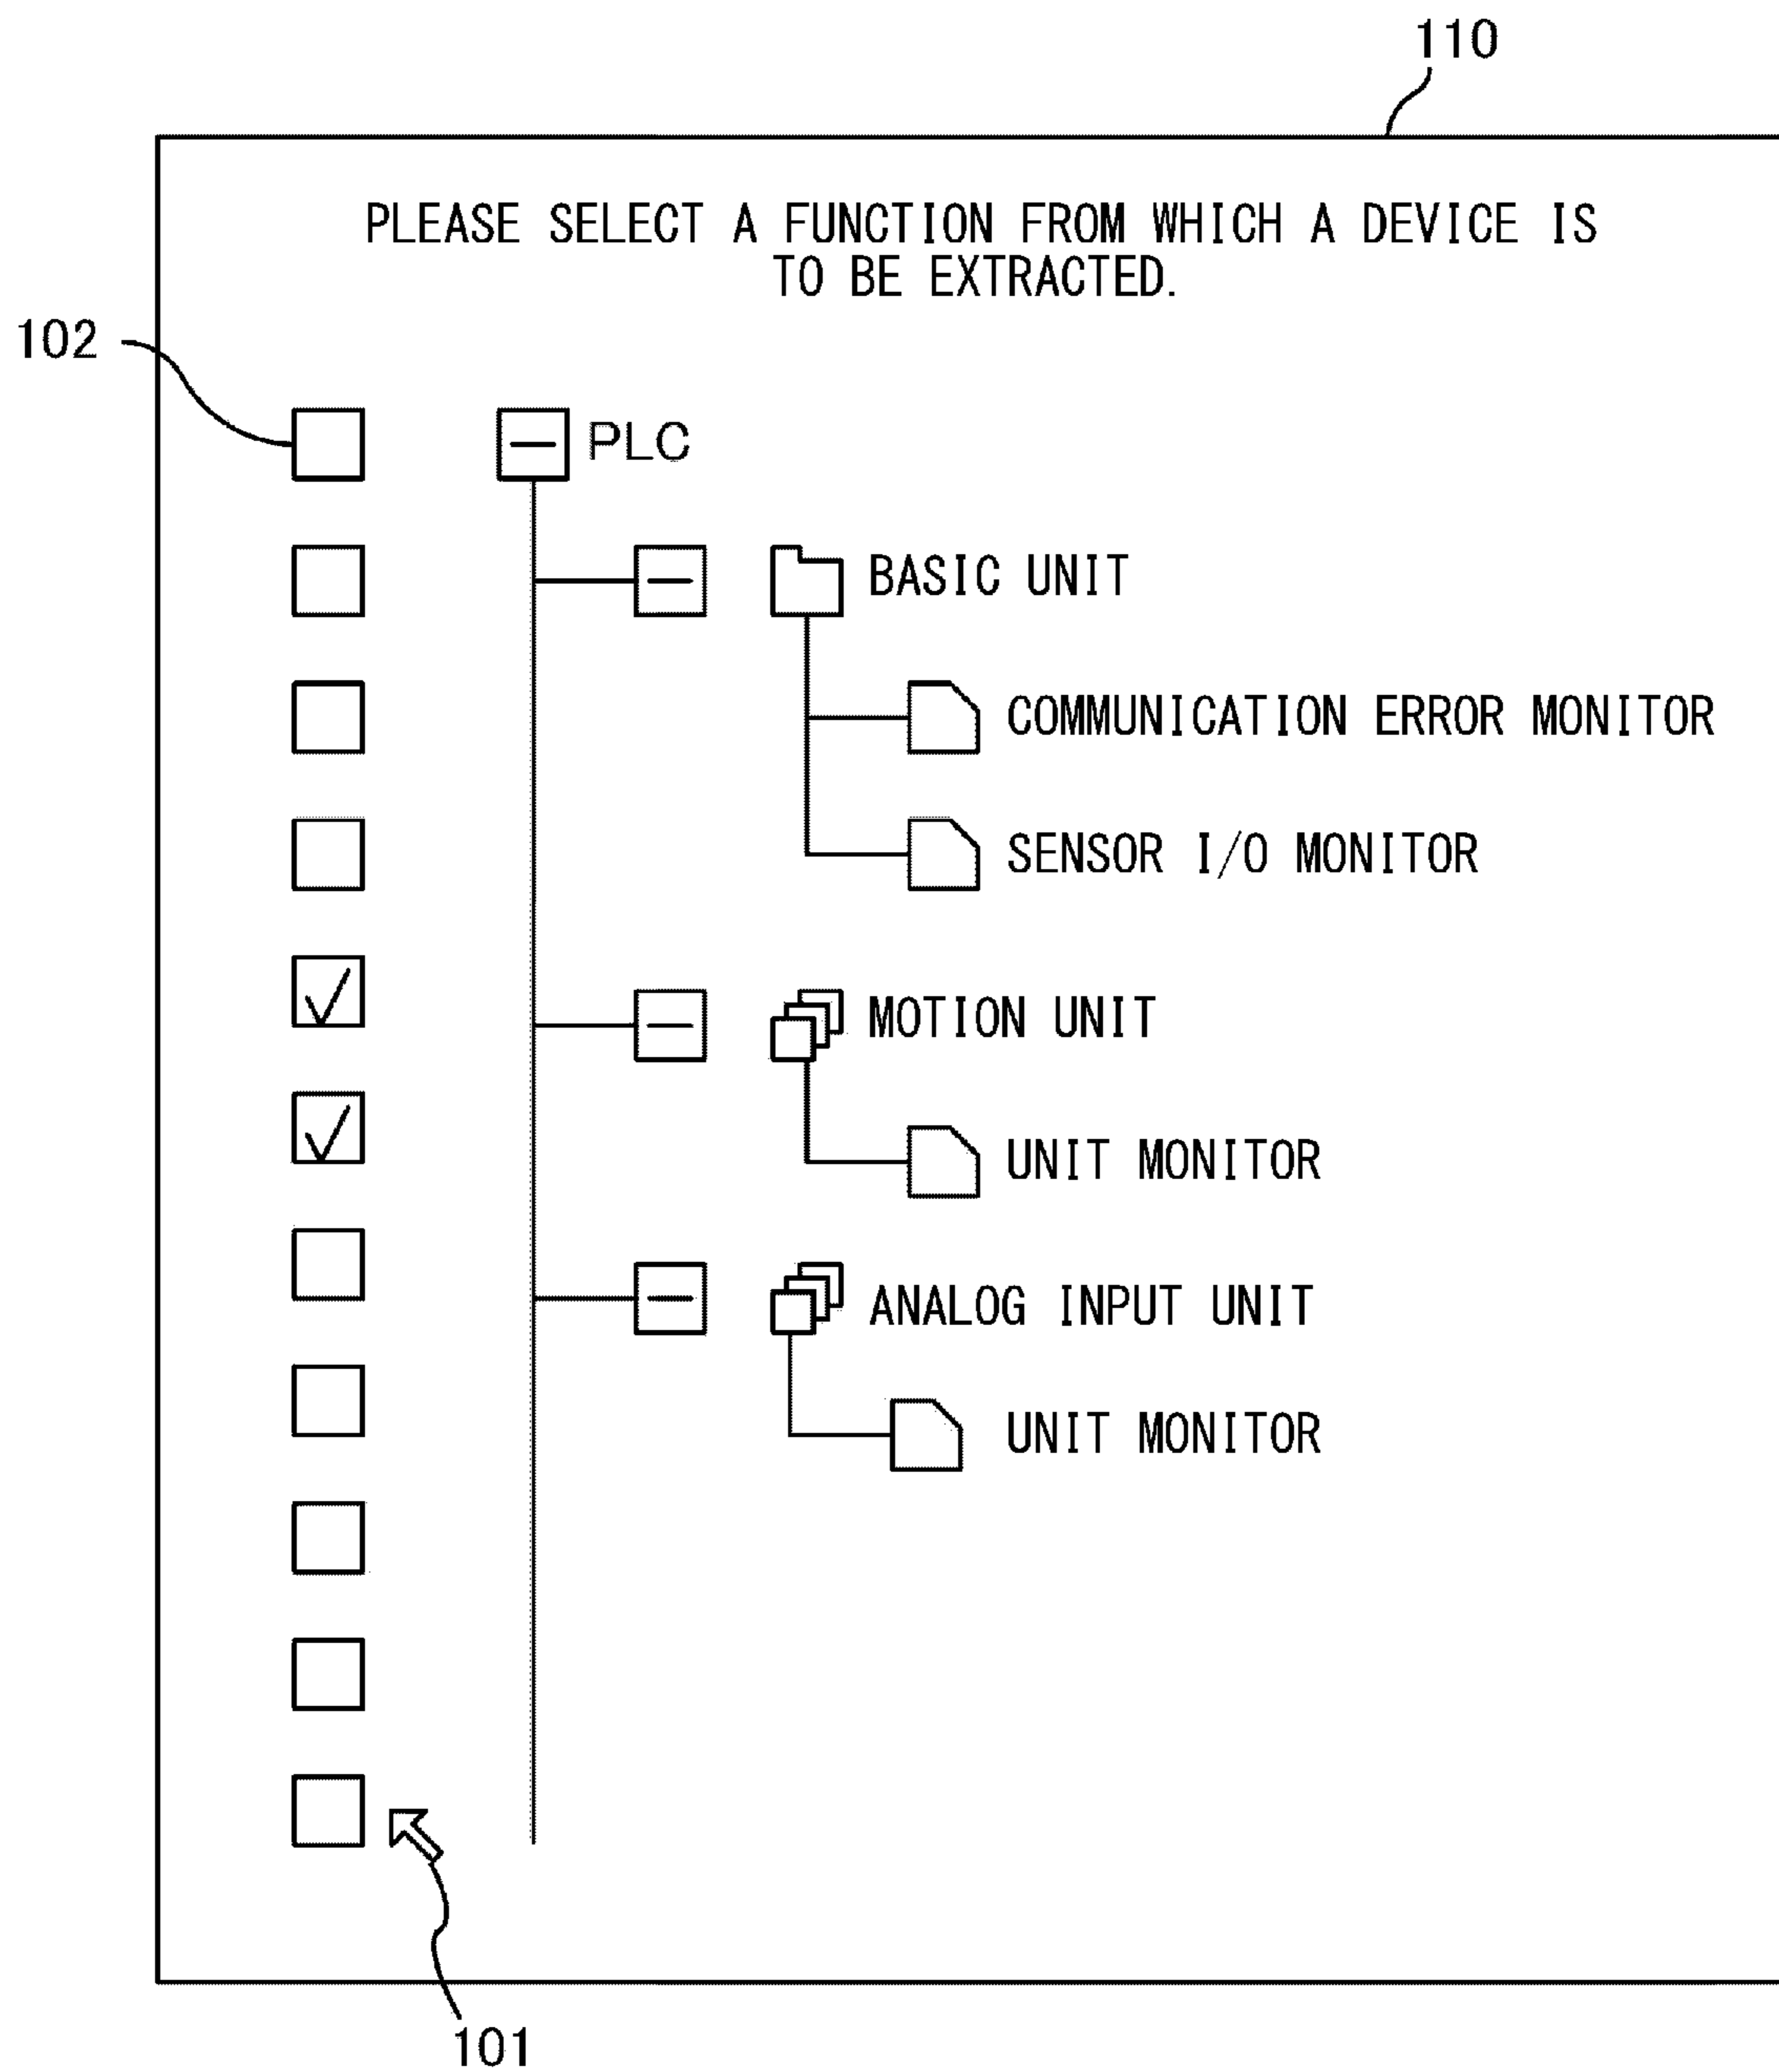 110
PLEASE SELECT A FUNCTION FROM WHICH A DEVICE IS
TO BE EXTRACTED.
102
PLC
BASIC UNIT
COMMUNICATION ERROR MONITOR
SENSOR I/O MONITOR
MOTION UNIT
UNIT MONITOR
ANALOG INPUT UNIT
UNIT MONITOR
101